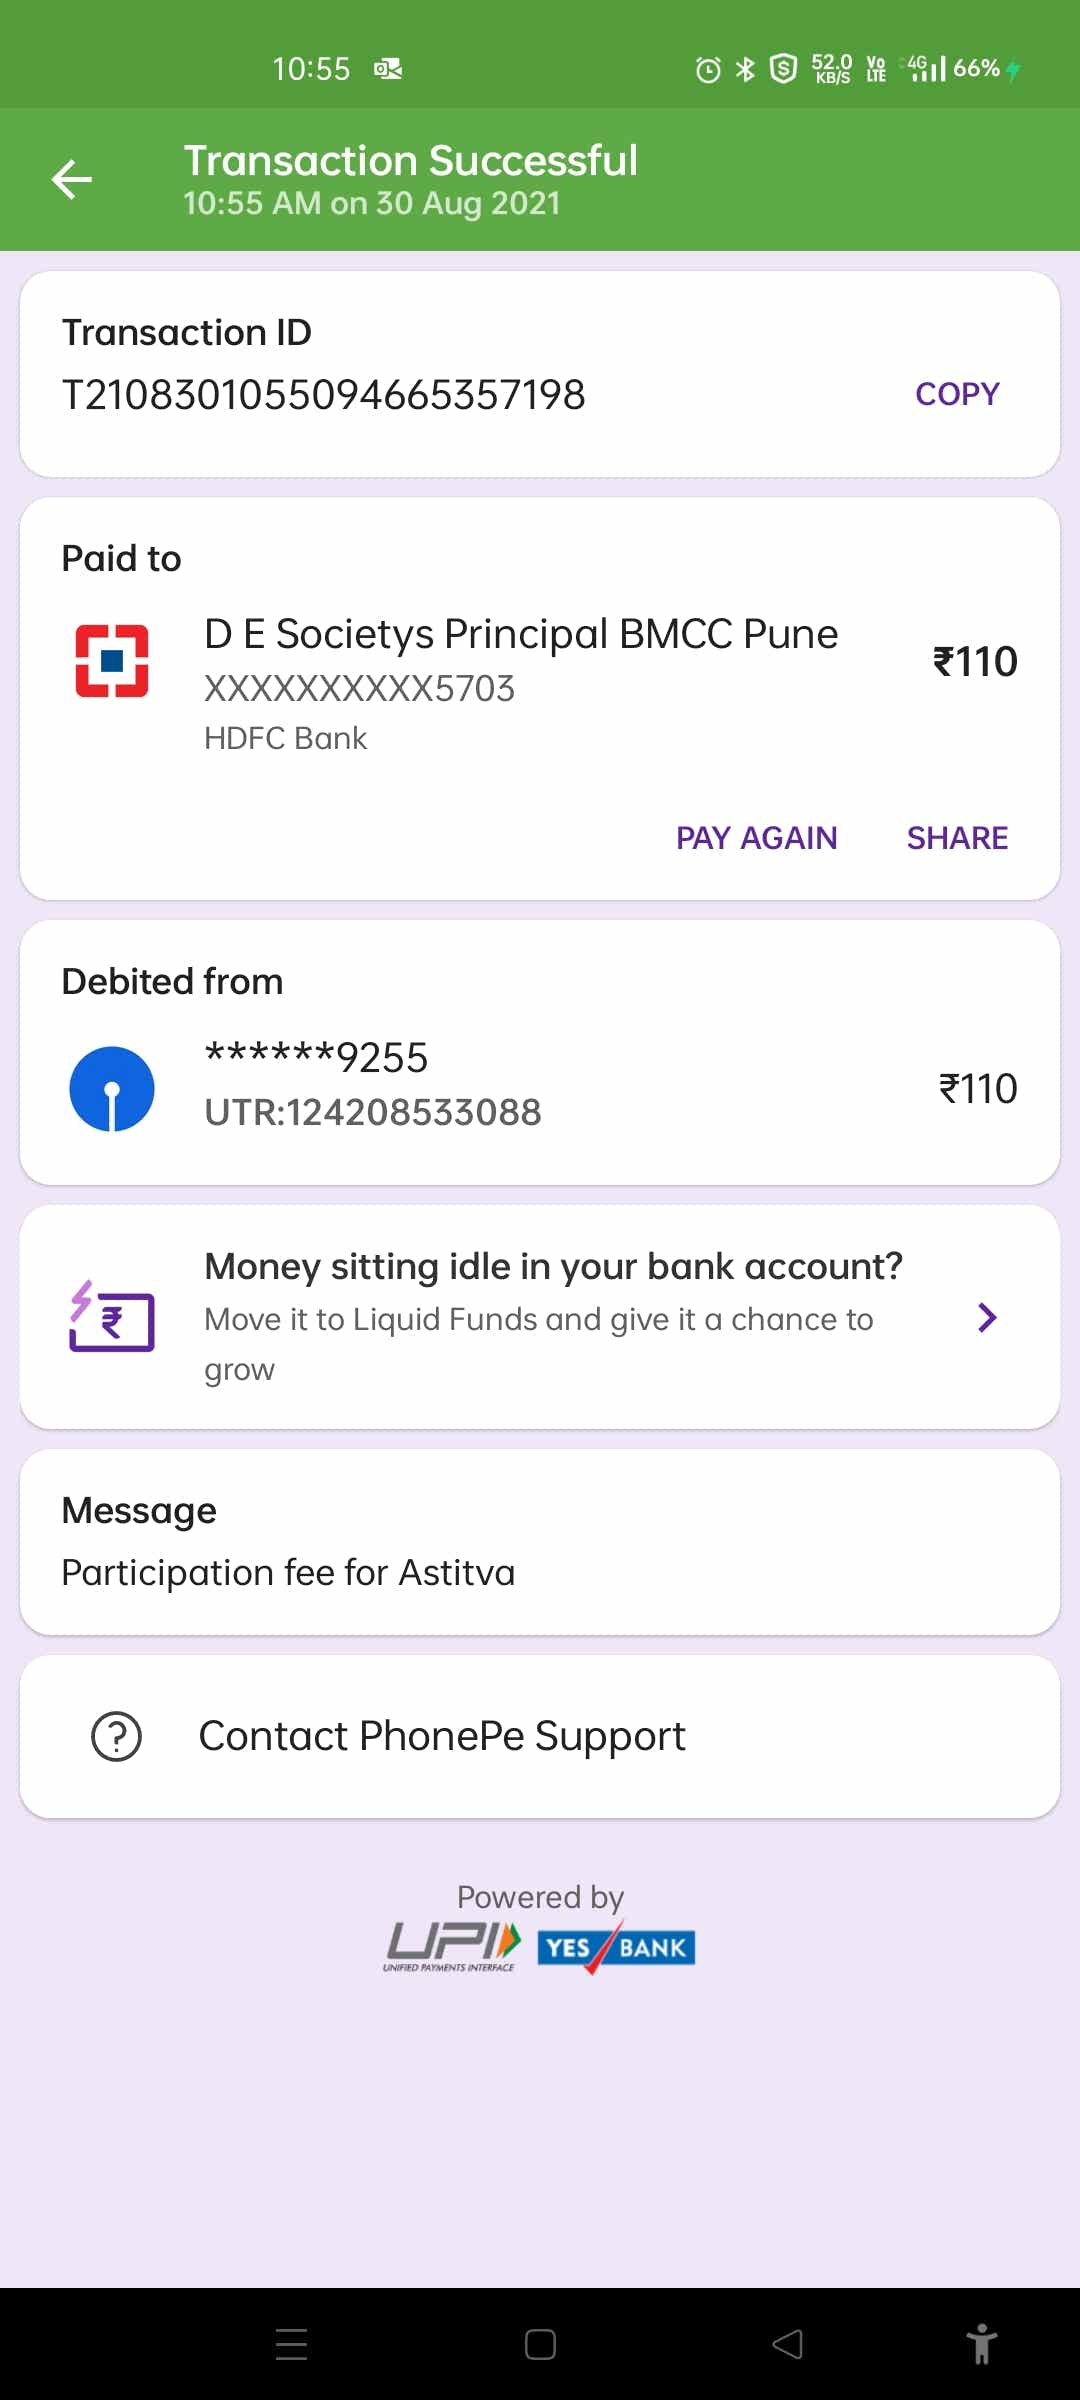 10:55
52.0 KB/S Vo LTE 4G 66%
Transaction Successful
10:55 AM on 30 Aug 2021
Transaction ID
T2108301055094665357198
COPY
Paid to
D E Societys Principal BMCC Pune
₹110
XXXXXXXXXX5703
HDFC Bank
PAY AGAIN SHARE
Debited from
******9255
₹110
UTR:124208533088
Money sitting idle in your bank account?
Move it to Liquid Funds and give it a chance to
grow
Message
Participation fee for Astitva
Contact PhonePe Support
Powered by
UPI YES BANK
UNIFIED PAYMENTS INTERFACE